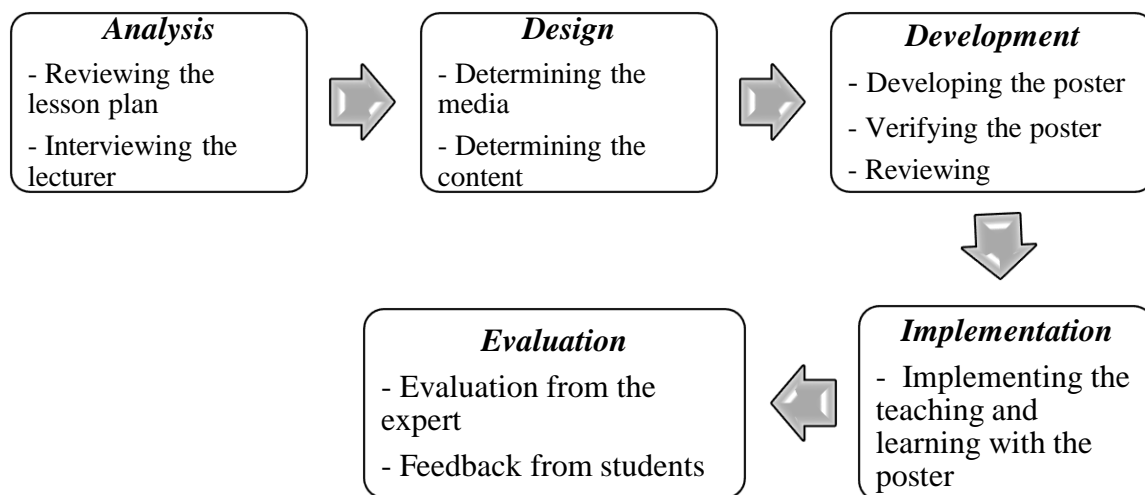 Analysis
- Reviewing the
lesson plan
- Interviewing the
lecturer
Design
- Determining the
media
- Determining the
content
Development
- Developing the poster
- Verifying the poster
- Reviewing
Implementation
- Implementing the
teaching and
learning with the
poster
Evaluation
- Evaluation from the
expert
- Feedback from students